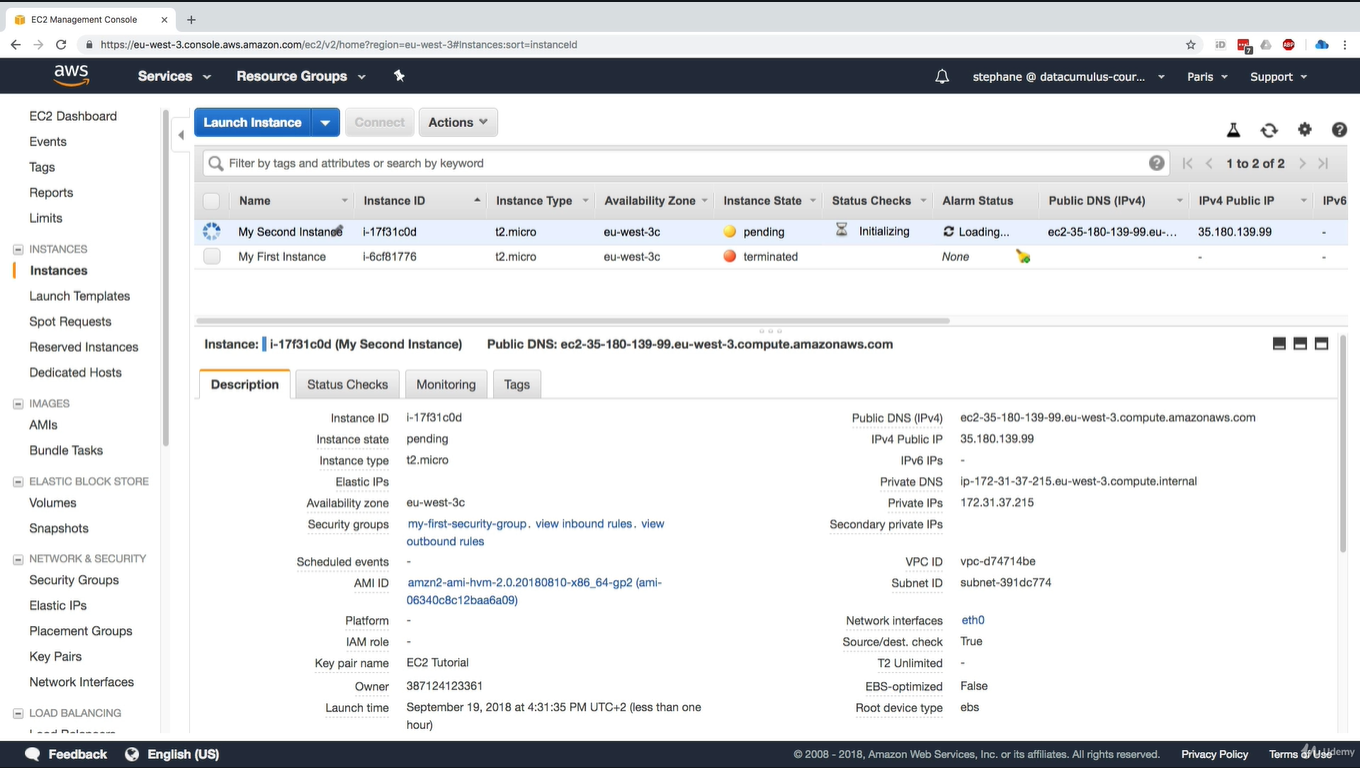 EC2 Management Console
https://eu-west-3.console.aws.amazon.com/ec2/v2/home?region=eu-west-3#Instances:sort=instanceId
iD
7
ABP
aws Services Resource Groups stephane @ datacumulus-cour... Paris Support
EC2 Dashboard
Events
Tags
Reports
Limits
INSTANCES
Instances
Launch Templates
Spot Requests
Reserved Instances
Dedicated Hosts
IMAGES
AMIs
Bundle Tasks
ELASTIC BLOCK STORE
Volumes
Snapshots
NETWORK & SECURITY
Security Groups
Elastic IPs
Placement Groups
Key Pairs
Network Interfaces
LOAD BALANCING
Load Balancers
Launch Instance Connect Actions
Filter by tags and attributes or search by keyword 1 to 2 of 2
Name Instance ID Instance Type Availability Zone Instance State Status Checks Alarm Status Public DNS (IPv4) IPv4 Public IP IPv6
My Second Instance i-17f31c0d t2.micro eu-west-3c pending Initializing Loading... ec2-35-180-139-99.eu-... 35.180.139.99 -
My First Instance i-6cf81776 t2.micro eu-west-3c terminated None - -
Instance: i-17f31c0d (My Second Instance) Public DNS: ec2-35-180-139-99.eu-west-3.compute.amazonaws.com
Description Status Checks Monitoring Tags
Instance ID i-17f31c0d Public DNS (IPv4) ec2-35-180-139-99.eu-west-3.compute.amazonaws.com
Instance state pending IPv4 Public IP 35.180.139.99
Instance type t2.micro IPv6 IPs -
Elastic IPs Private DNS ip-172-31-37-215.eu-west-3.compute.internal
Availability zone eu-west-3c Private IPs 172.31.37.215
Security groups my-first-security-group. view inbound rules. view Secondary private IPs
outbound rules
Scheduled events - VPC ID vpc-d74714be
AMI ID amzn2-ami-hvm-2.0.20180810-x86_64-gp2 (ami- Subnet ID subnet-391dc774
06340c8c12baa6a09)
Platform - Network interfaces eth0
IAM role - Source/dest. check True
Key pair name EC2 Tutorial T2 Unlimited -
Owner 387124123361 EBS-optimized False
Launch time September 19, 2018 at 4:31:35 PM UTC+2 (less than one Root device type ebs
hour)
Feedback English (US) © 2008 - 2018, Amazon Web Services, Inc. or its affiliates. All rights reserved. Privacy Policy Terms of Use
Udemy